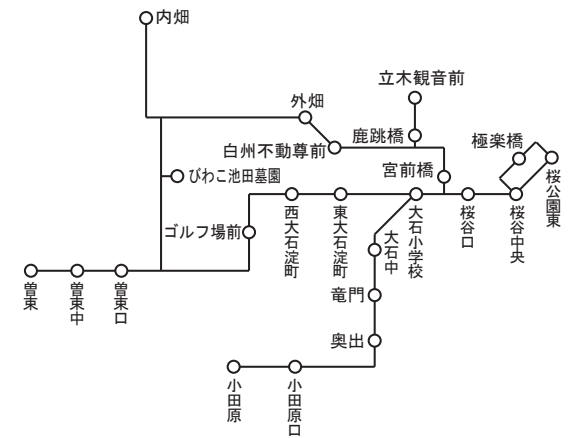 内畑
立木観音前
外畑
鹿跳橋
極楽橋
白州不動尊前
宮前橋
びわこ池田墓園
桜公園東
ゴルフ場前
西大石淀町
東大石淀町
大石小学校
桜谷口
桜谷中央
大石中
曽束
曽束中
曽束口
竜門
奥出
小田原
小田原口